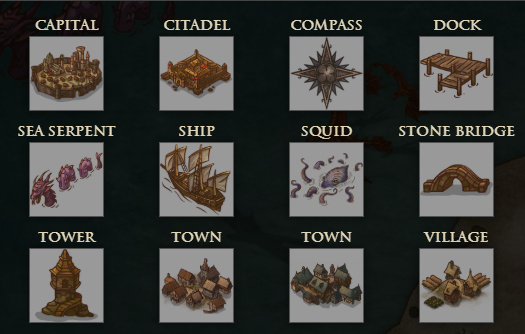 CAPITAL CITADEL COMPASS DOCK
SEA SERPENT SHIP SQUID STONE BRIDGE
TOWER TOWN TOWN VILLAGE